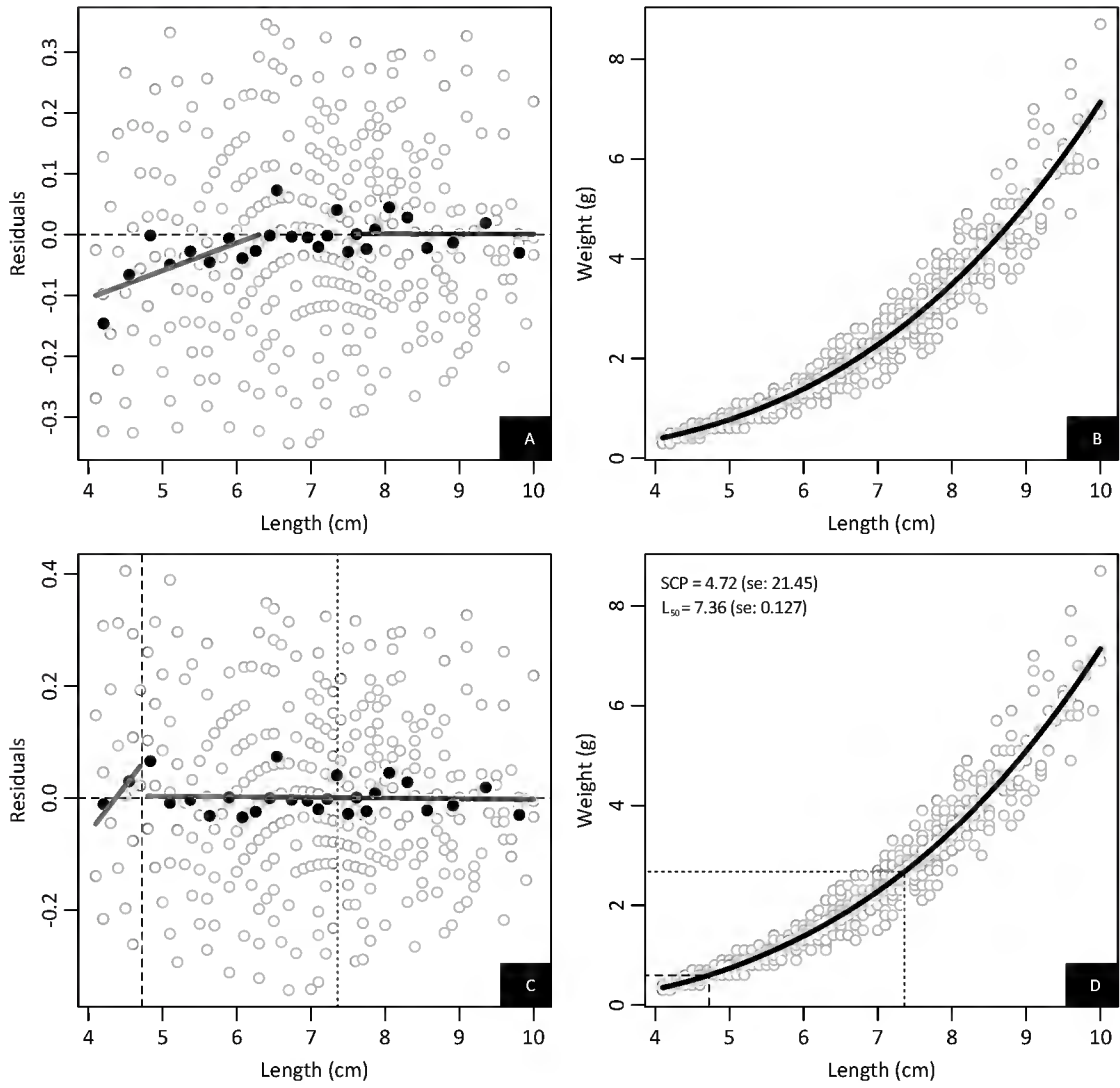 0.3
0.2
0.1
0.0
-0.1
-0.2
-0.3
Residuals
A
4 5 6 7 8 9 10
Length (cm)
8
6
4
2
0
Weight (g)
B
4 5 6 7 8 9 10
Length (cm)
0.4
0.2
0.0
-0.2
Residuals
C
4 5 6 7 8 9 10
Length (cm)
SCP = 4.72 (se: 21.45)
L50 = 7.36 (se: 0.127)
8
6
4
2
0
Weight (g)
D
4 5 6 7 8 9 10
Length (cm)